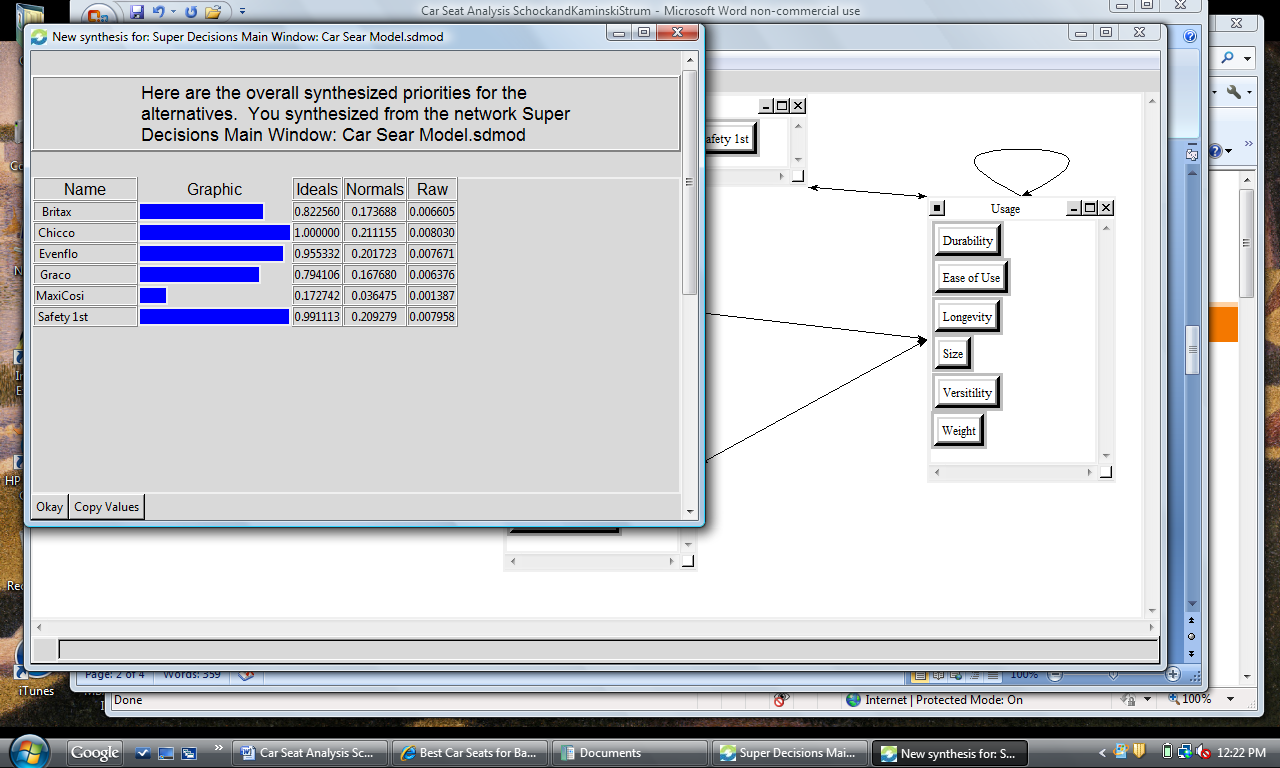 Car Seat Analysis SchockandKaminskiStrum - Microsoft Word non-commercial use
New synthesis for: Super Decisions Main Window: Car Sear Model.sdmod
Here are the overall synthesized priorities for the
alternatives. You synthesized from the network Super
Decisions Main Window: Car Sear Model.sdmod
Name Graphic Ideals Normals Raw
Britax 0.822560 0.173688 0.006605
Chicco 1.000000 0.211155 0.008030
Evenflo 0.955332 0.201723 0.007671
Graco 0.794106 0.167680 0.006376
MaxiCosi 0.172742 0.036475 0.001387
Safety 1st 0.991113 0.209279 0.007958
Okay Copy Values
afety 1st
Usage
Durability
Ease of Use
Longevity
Size
Versitility
Weight
HP
Rec
iTunes
Page: 2 of 4 Words: 359 100%
Done Internet | Protected Mode: On 100%
Google » Car Seat Analysis Sc... Best Car Seats for Ba... Documents Super Decisions Mai... New synthesis for: S... < 12:22 PM